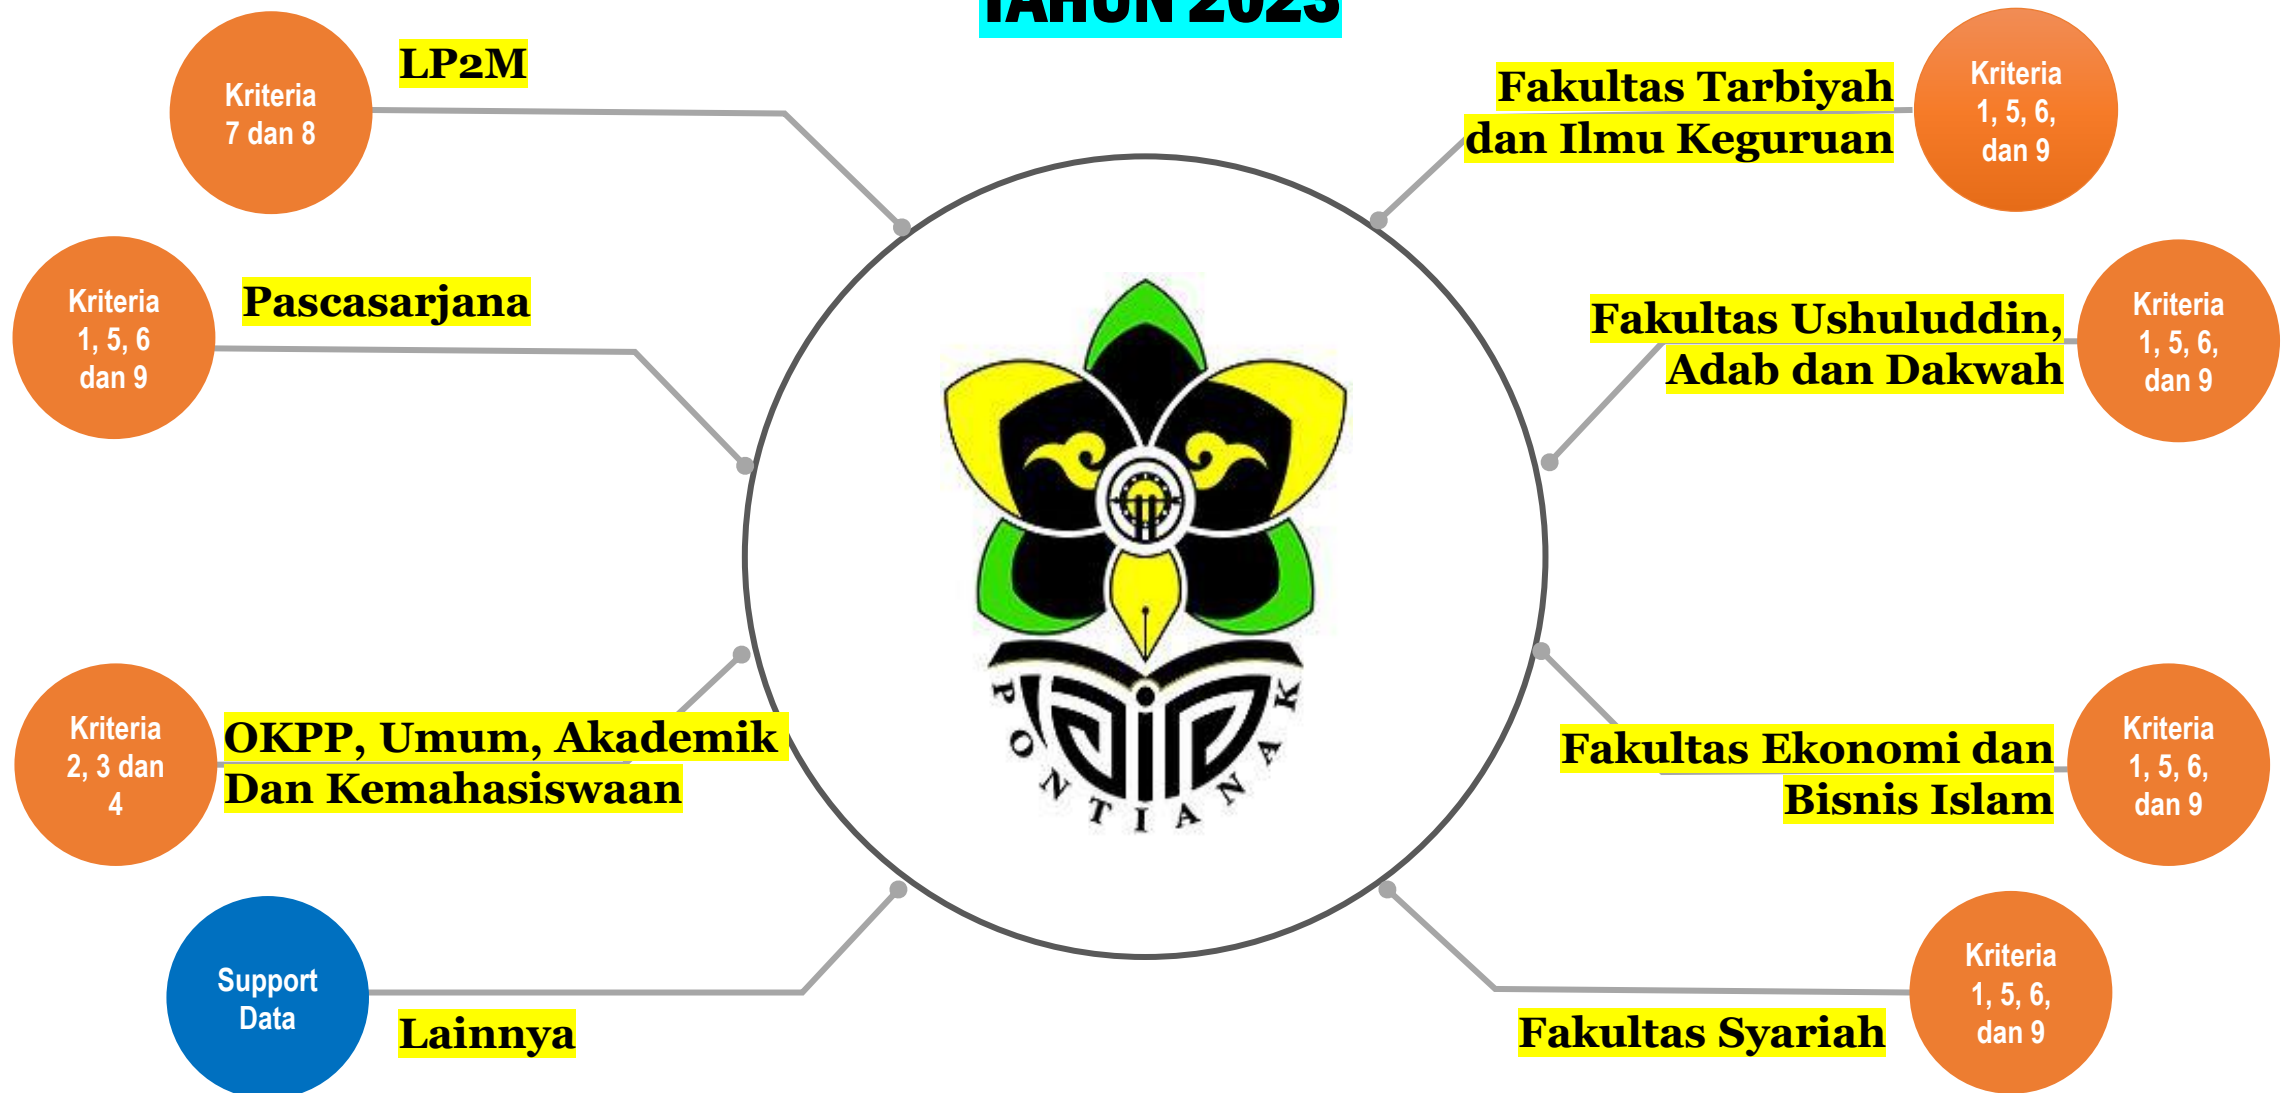 TAHUN 2023
Kriteria
7 dan 8
LP2M
Kriteria
1, 5, 6
dan 9
Pascasarjana
Kriteria
2, 3 dan
4
OKPP, Umum, Akademik
Dan Kemahasiswaan
Support
Data
Lainnya
PONTIANAK
Fakultas Tarbiyah
dan Ilmu Keguruan
Kriteria
1, 5, 6,
dan 9
Fakultas Ushuluddin,
Adab dan Dakwah
Kriteria
1, 5, 6,
dan 9
Fakultas Ekonomi dan
Bisnis Islam
Kriteria
1, 5, 6,
dan 9
Fakultas Syariah
Kriteria
1, 5, 6,
dan 9